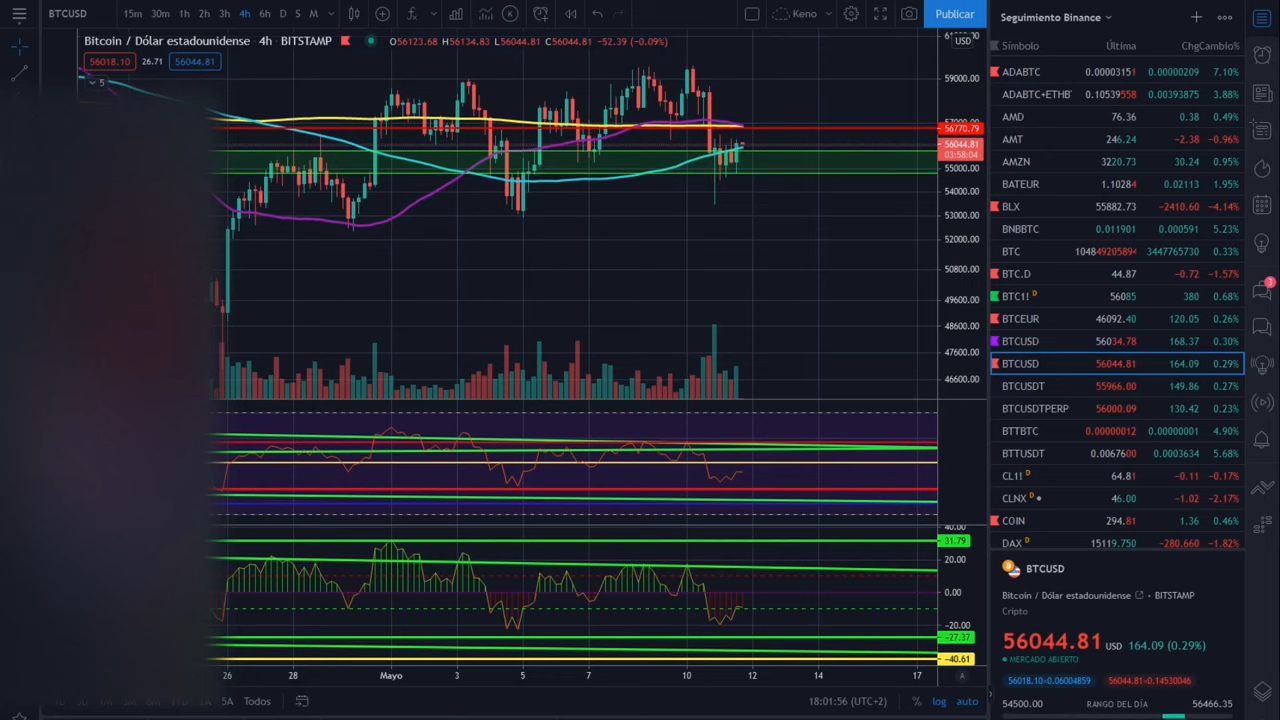 BTCUSD 15m 30m 1h 2h 3h 4h 6h D S M Keno Publicar
Bitcoin / Dólar estadounidense • 4h • BITSTAMP O56123.68 H56134.83 L56044.81 C56044.81 −52.39 (−0.09%)
56018.10 26.71 56044.81
5
USD
59000.00
56770.79
56044.81
03:58:04
55000.00
54000.00
53000.00
52000.00
50800.00
49600.00
48600.00
47600.00
46600.00
40.00
31.79
20.00
0.00
−20.00
−27.37
−40.61
26 28 Mayo 3 5 7 10 12 14 17 A
5A Todos 18:01:56 (UTC+2) % log auto
Seguimiento Binance
Símbolo Última Chg Cambio%
ADABTC 0.00003151 0.00000209 7.10%
ADABTC+ETHB 0.10539558 0.00393875 3.88%
AMD 76.36 0.38 0.49%
AMT 246.24 −2.38 −0.96%
AMZN 3220.73 30.24 0.95%
BATEUR 1.10284 0.02113 1.95%
BLX 55882.73 −2410.60 −4.14%
BNBBTC 0.011901 0.000591 5.23%
BTC 10484920589 3447765730 0.33%
BTC.D 44.87 −0.72 −1.57%
BTC1! D 56085 380 0.68%
BTCEUR 46092.40 120.05 0.26%
BTCUSD 56034.78 168.37 0.30%
BTCUSD 56044.81 164.09 0.29%
BTCUSDT 55966.00 149.86 0.27%
BTCUSDTPERP 56000.09 130.42 0.23%
BTTBTC 0.00000012 0.00000001 4.90%
BTTUSD 0.0067600 0.0003634 5.68%
CL1! D 64.81 −0.11 −0.17%
CLNX D 46.00 −1.02 −2.17%
COIN 294.81 1.36 0.46%
DAX D 15119.750 −280.660 −1.82%
BTCUSD
Bitcoin / Dólar estadounidense • BITSTAMP
Cripto
56044.81 USD 164.09 (0.29%)
MERCADO ABIERTO
56018.10×0.06004859 56044.81×0.14530046
54500.00 RANGO DEL DÍA 56466.35
3